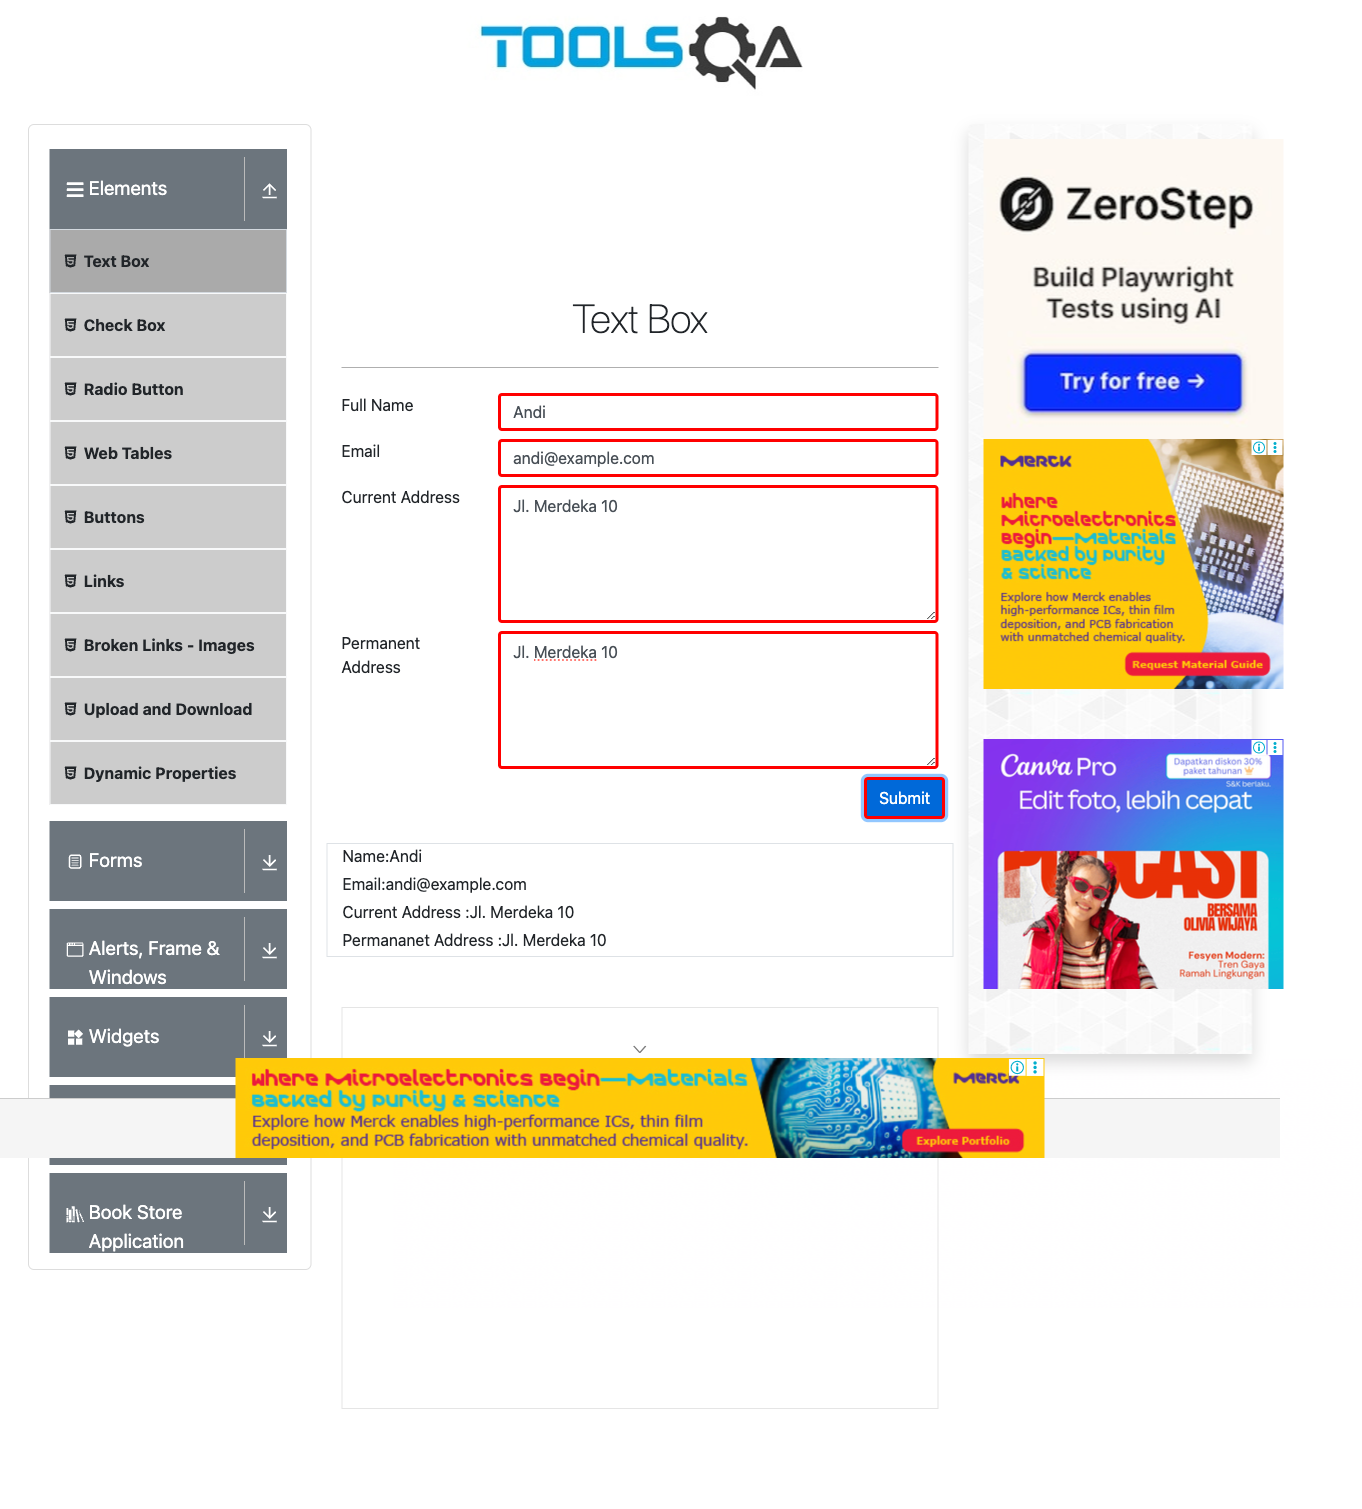 TOOLSQA
Elements
Text Box
Check Box
Radio Button
Web Tables
Buttons
Links
Broken Links - Images
Upload and Download
Dynamic Properties
Forms
Alerts, Frame &
Windows
Widgets
Book Store
Application
Text Box
Full Name
Andi
Email
andi@example.com
Current Address
Jl. Merdeka 10
Permanent
Address
Jl. Merdeka 10
Submit
Name:Andi
Email:andi@example.com
Current Address :Jl. Merdeka 10
Permananet Address :Jl. Merdeka 10
ZeroStep
Build Playwright
Tests using AI
Try for free →
MERCK
Where
Microelectronics
Begin—Materials
Backed by purity
& science
Explore how Merck enables
high-performance ICs, thin film
deposition, and PCB fabrication
with unmatched chemical quality.
Request Material Guide
Canva Pro
Dapatkan diskon 30%
paket tahunan
S&K berlaku.
Edit foto, lebih cepat
PODCAST
BERSAMA
OLIVIA WIJAYA
Fesyen Modern:
Tren Gaya
Ramah Lingkungan
Where Microelectronics Begin—Materials
Backed by purity & science
Explore how Merck enables high-performance ICs, thin film
deposition, and PCB fabrication with unmatched chemical quality.
MERCK
Explore Portfolio